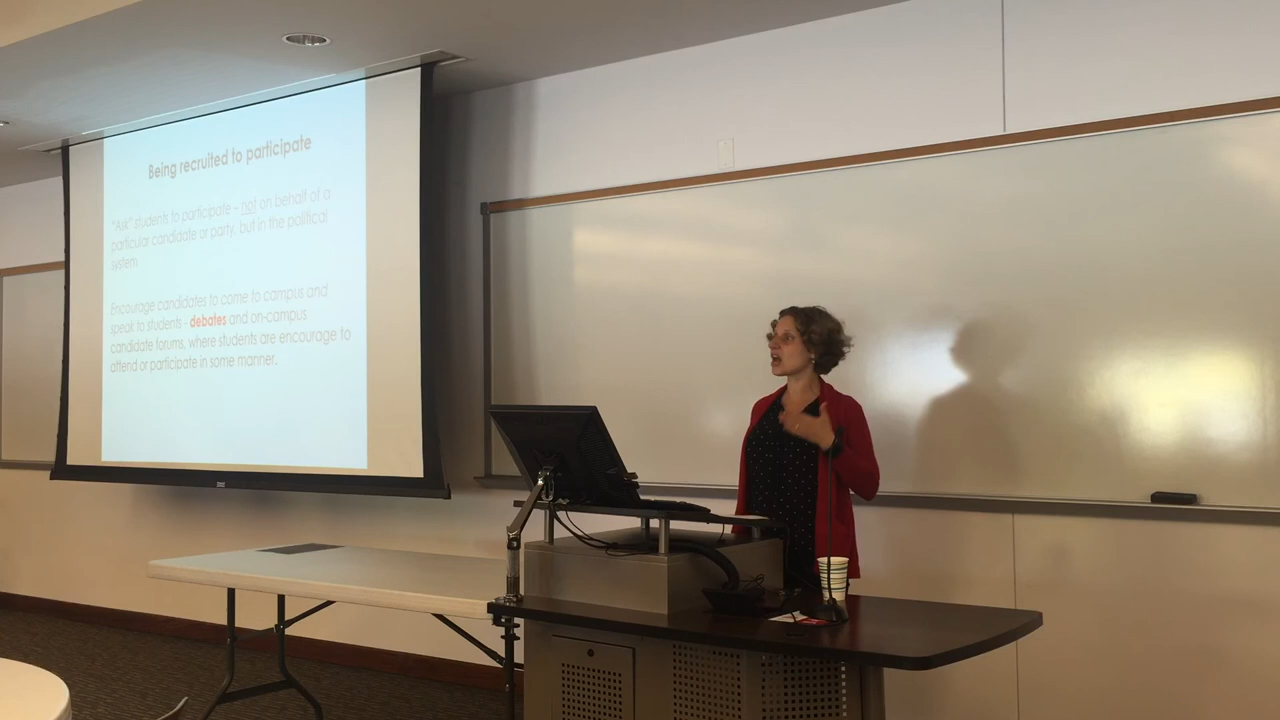 Being recruited to participate
"Ask" students to participate – not on behalf of a
particular candidate or party, but in the political
system
Encourage candidates to come to campus and
speak to students - debates and on-campus
candidate forums, where students are encourage to
attend or participate in some manner.